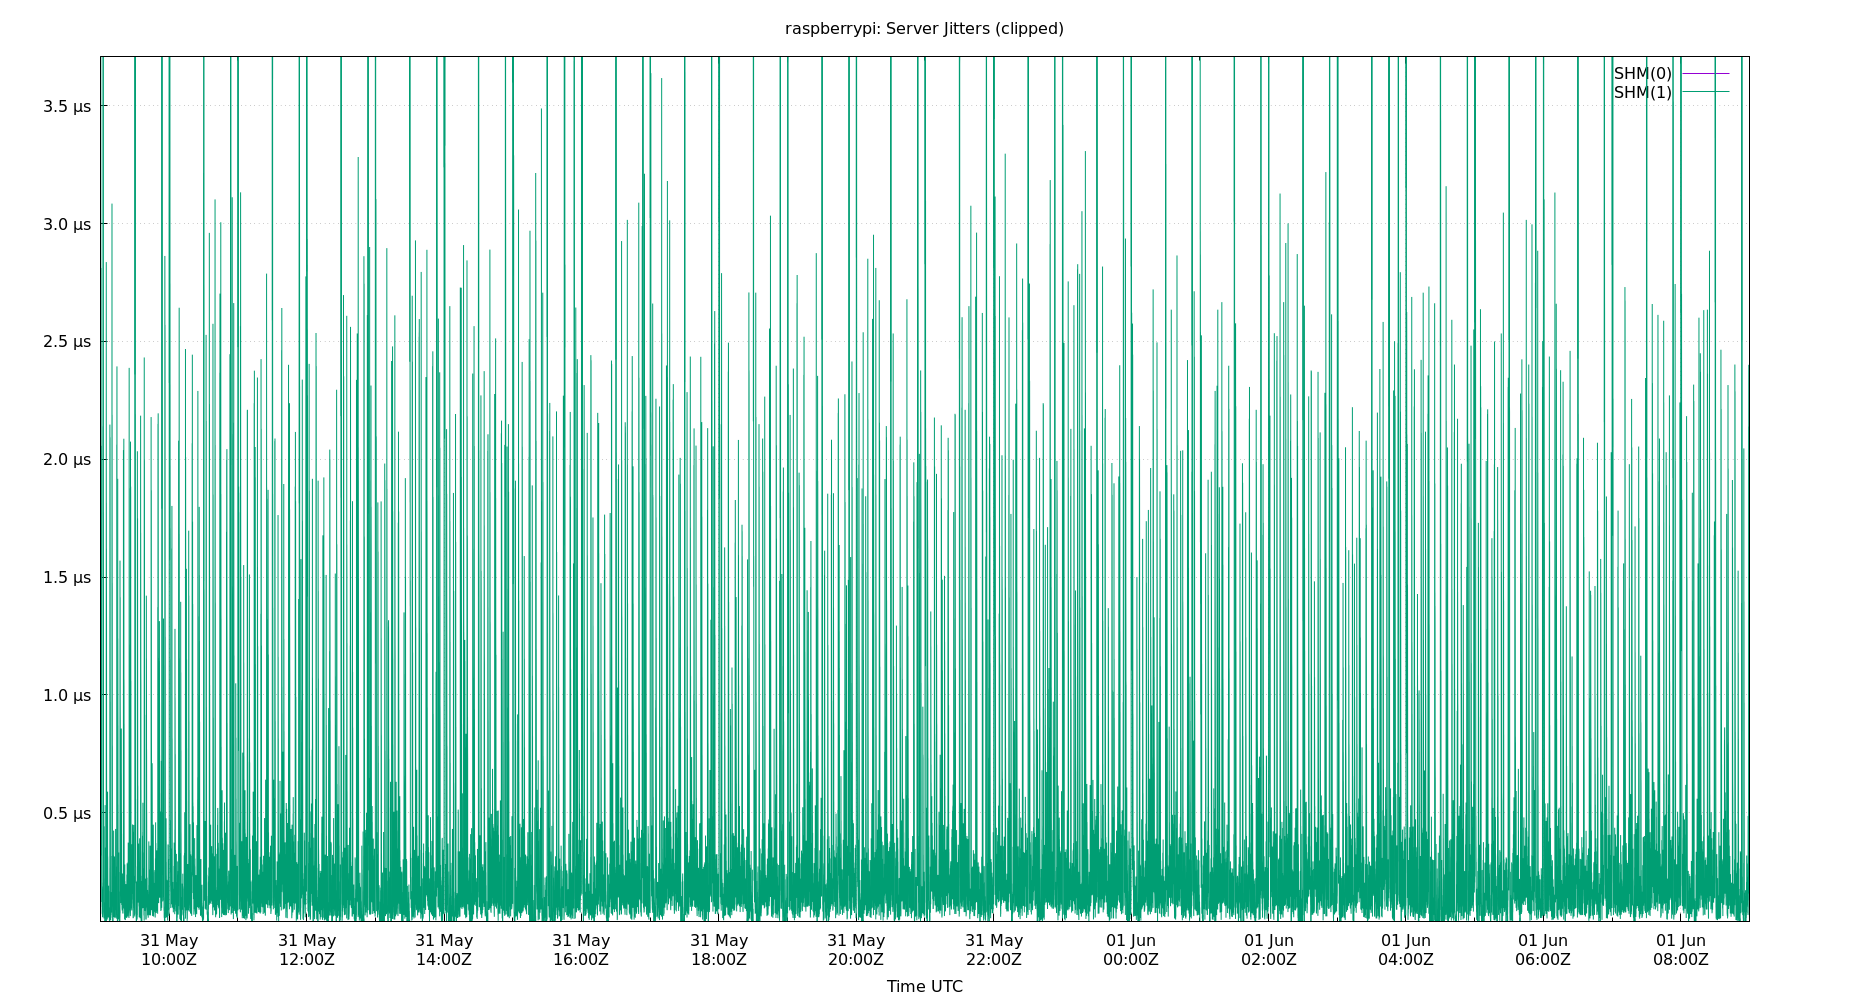 raspberrypi: Server Jitters (clipped)
SHM(0)
SHM(1)
3.5 µs
3.0 µs
2.5 µs
2.0 µs
1.5 µs
1.0 µs
0.5 µs
31 May 31 May 31 May 31 May 31 May 31 May 31 May 01 Jun 01 Jun 01 Jun 01 Jun 01 Jun
10:00Z 12:00Z 14:00Z 16:00Z 18:00Z 20:00Z 22:00Z 00:00Z 02:00Z 04:00Z 06:00Z 08:00Z
Time UTC